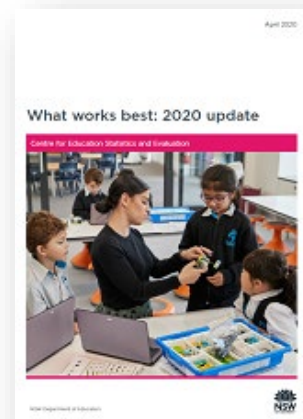 April 2020
What works best: 2020 update
Centre for Education Statistics and Evaluation
NSW Department of Education
NSW